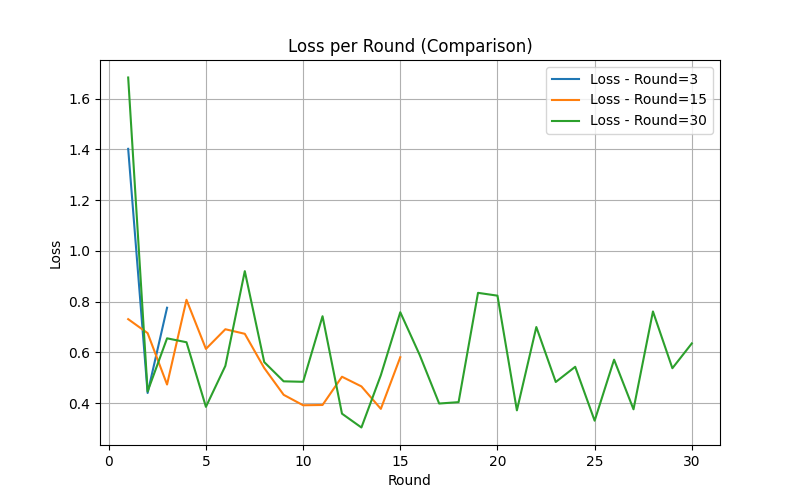 Loss per Round (Comparison)
Loss - Round=3
Loss - Round=15
Loss - Round=30
1.6
1.4
1.2
1.0
0.8
0.6
0.4
Loss
0 5 10 15 20 25 30
Round